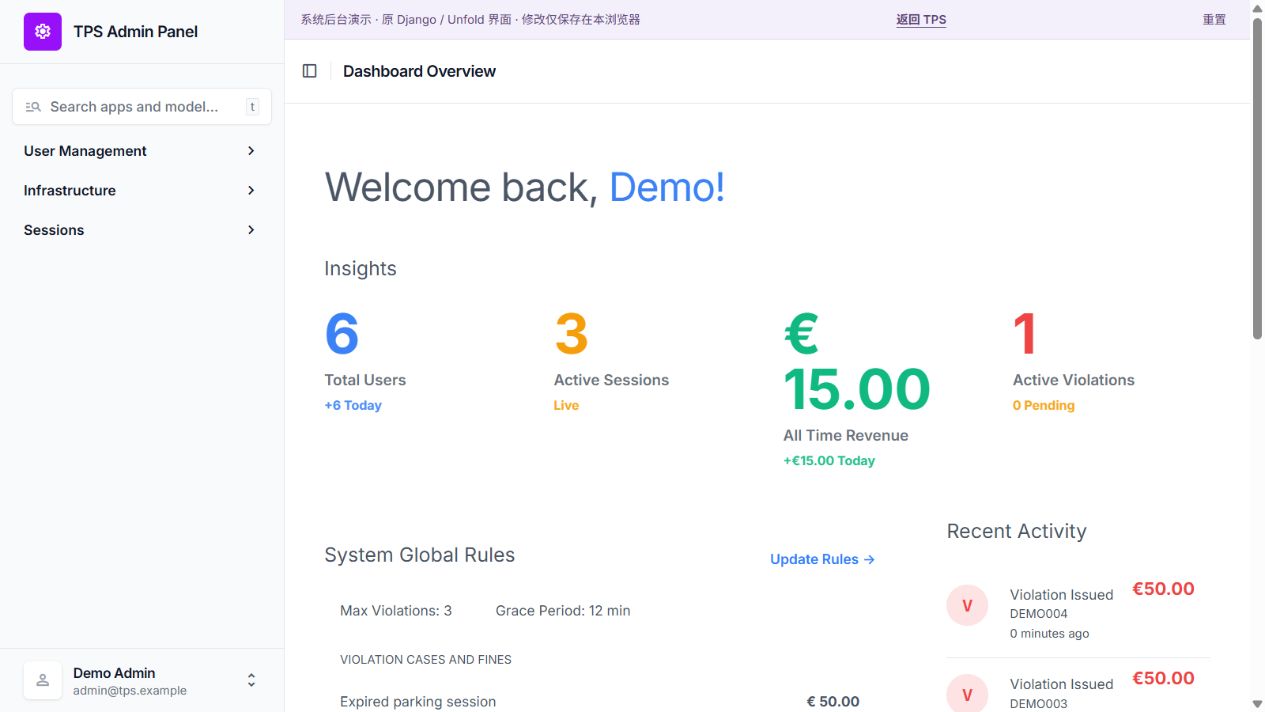 TPS Admin Panel
Search apps and model...
t
User Management
Infrastructure
Sessions
Demo Admin
admin@tps.example
系统后台演示 · 原 Django / Unfold 界面 · 修改仅保存在本浏览器
返回 TPS
重置
Dashboard Overview
Welcome back, Demo!
Insights
6
Total Users
+6 Today
3
Active Sessions
Live
€
15.00
All Time Revenue
+€15.00 Today
1
Active Violations
0 Pending
System Global Rules
Update Rules →
Max Violations: 3
Grace Period: 12 min
VIOLATION CASES AND FINES
Expired parking session
€ 50.00
Recent Activity
V
Violation Issued
€50.00
DEMO004
0 minutes ago
V
Violation Issued
€50.00
DEMO003